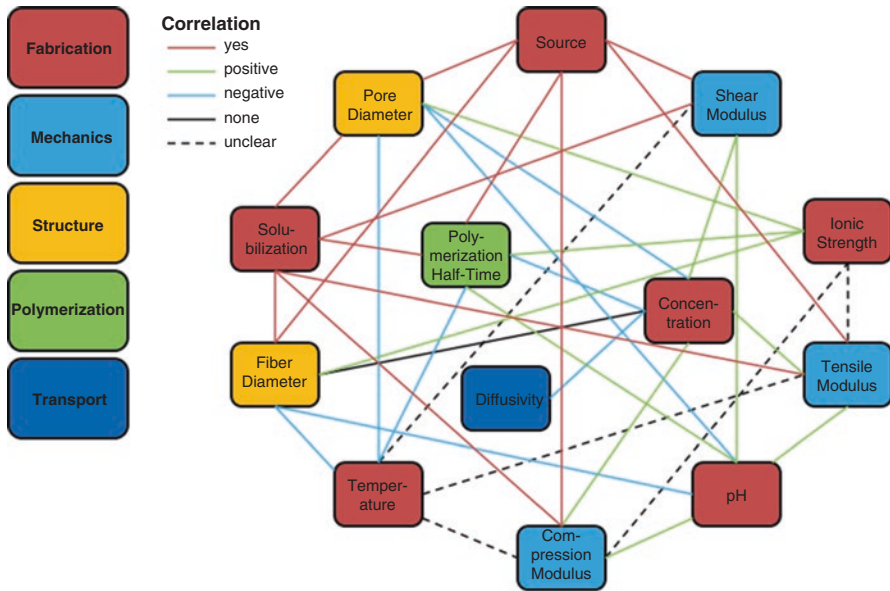 Fabrication
Mechanics
Structure
Polymerization
Transport
Correlation
yes
positive
negative
none
unclear
Source
Pore
Diameter
Shear
Modulus
Solu-
bilization
Poly-
merization
Half-Time
Ionic
Strength
Concen-
tration
Fiber
Diameter
Diffusivity
Tensile
Modulus
Temper-
ature
pH
Com-
pression
Modulus